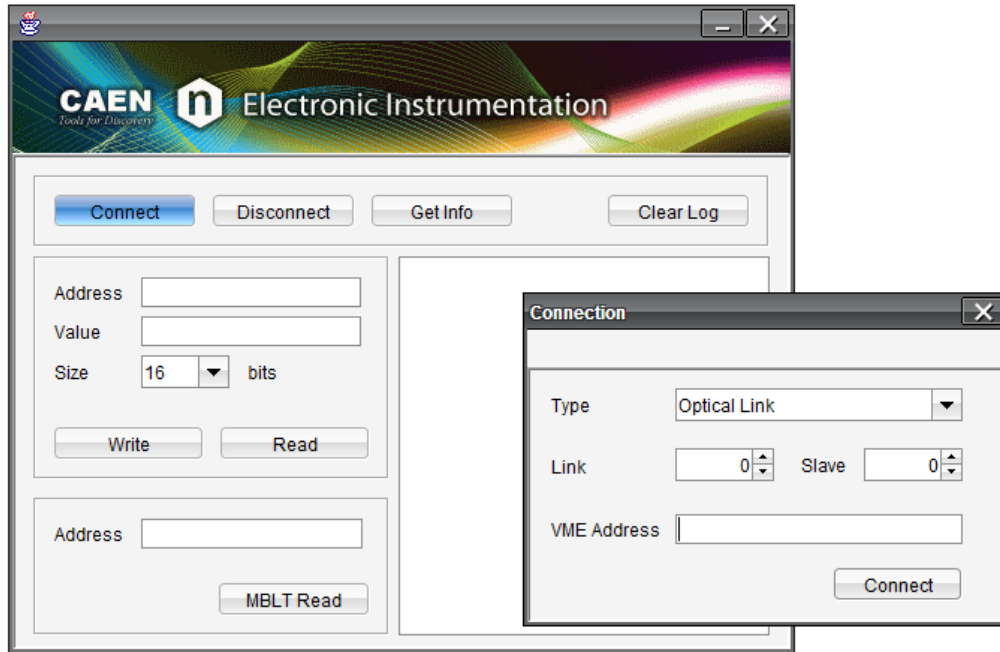 CAEN n Electronic Instrumentation
Tools for Discovery
Connect Disconnect Get Info Clear Log
Address
Value
Size 16 bits
Write Read
Address
MBLT Read
Connection
Type Optical Link
Link 0 Slave 0
VME Address
Connect